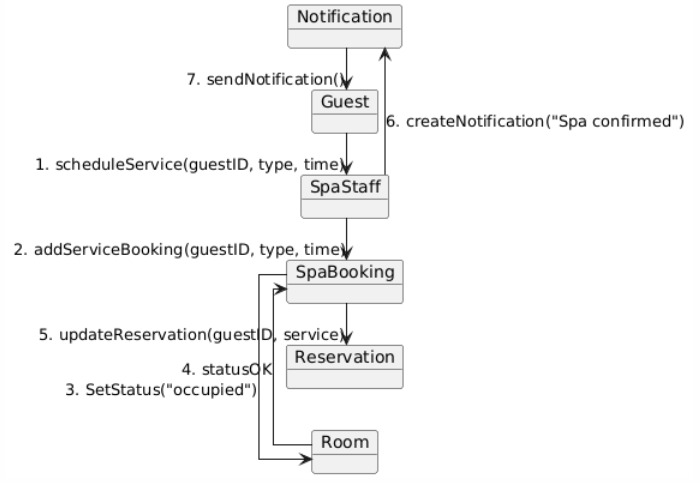 Notification
7. sendNotification()
Guest
6. createNotification("Spa confirmed")
1. scheduleService(guestID, type, time)
SpaStaff
2. addServiceBooking(guestID, type, time)
SpaBooking
5. updateReservation(guestID, service)
Reservation
4. statusOK
3. SetStatus("occupied")
Room